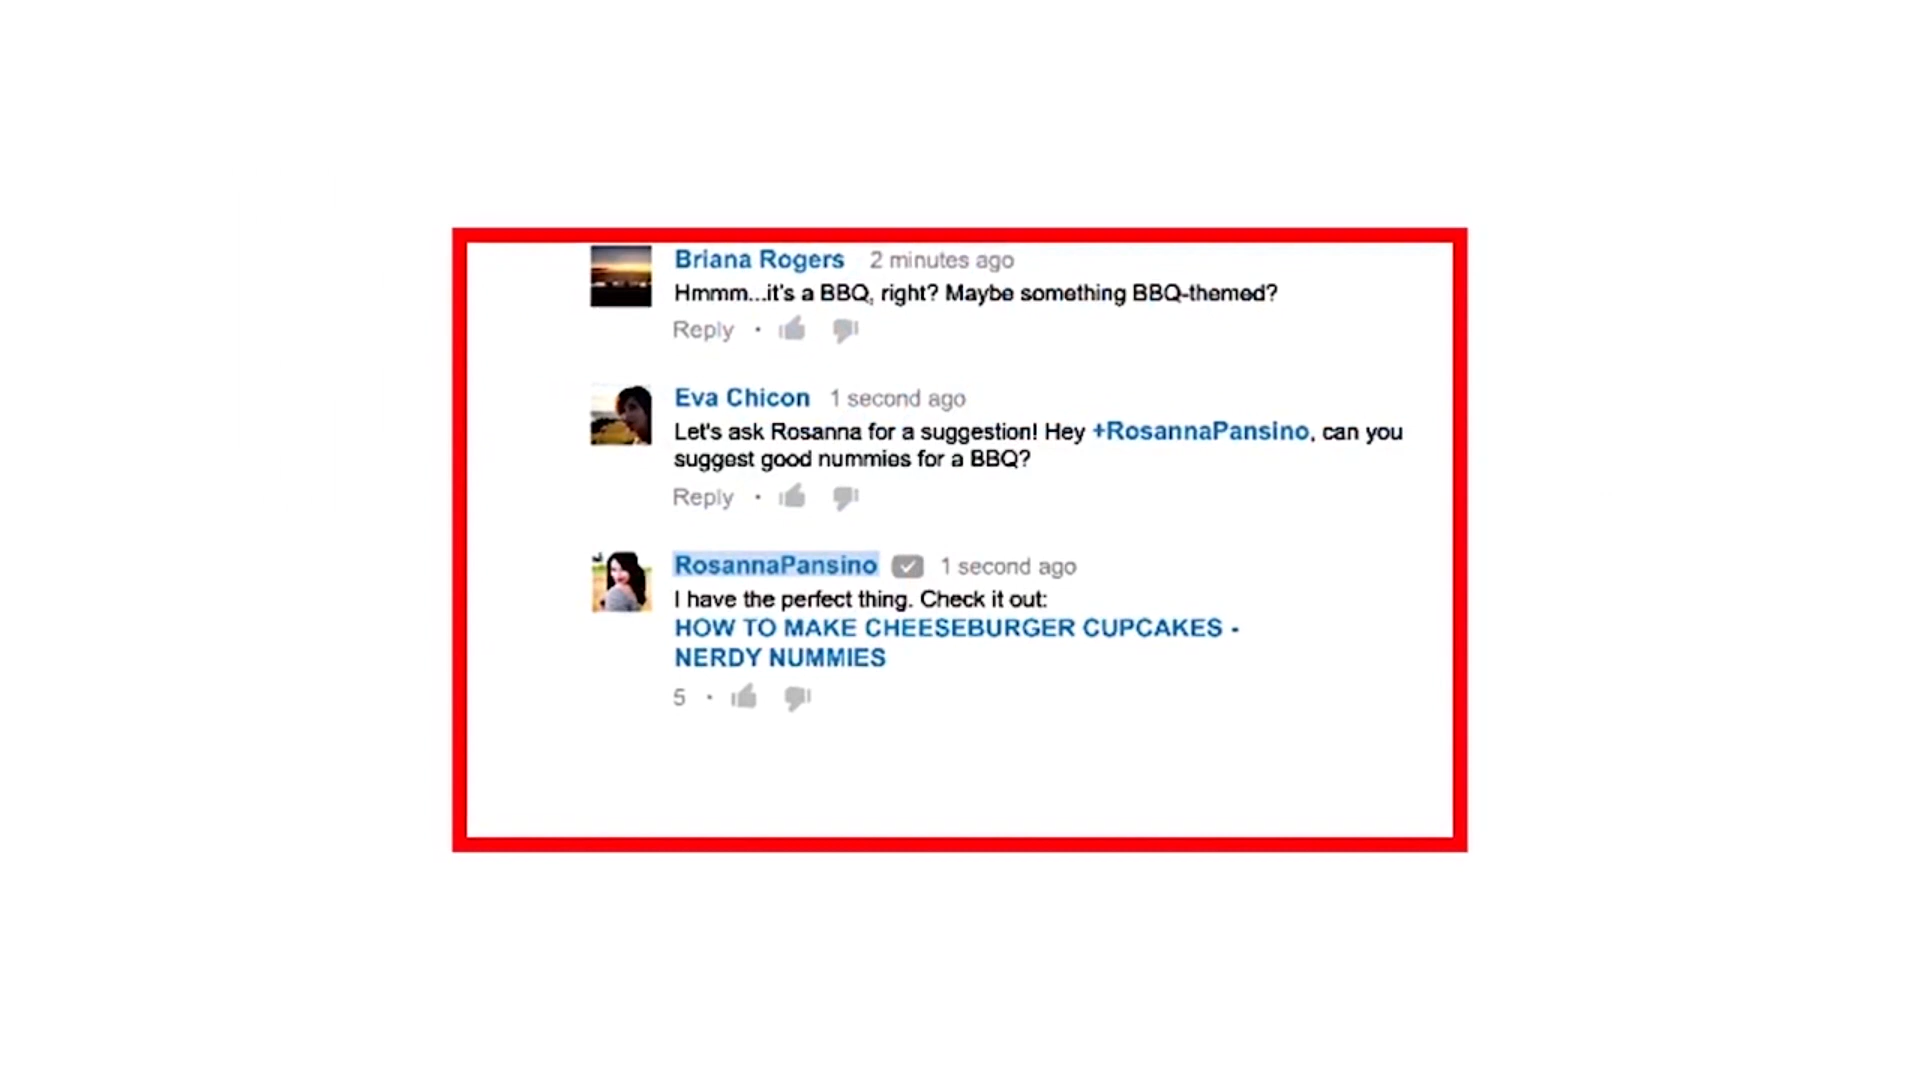 Briana Rogers 2 minutes ago
Hmmm...it's a BBQ, right? Maybe something BBQ-themed?
Reply ·
Eva Chicon 1 second ago
Let's ask Rosanna for a suggestion! Hey +RosannaPansino, can you
suggest good nummies for a BBQ?
Reply ·
RosannaPansino 1 second ago
I have the perfect thing. Check it out:
HOW TO MAKE CHEESEBURGER CUPCAKES -
NERDY NUMMIES
5 ·